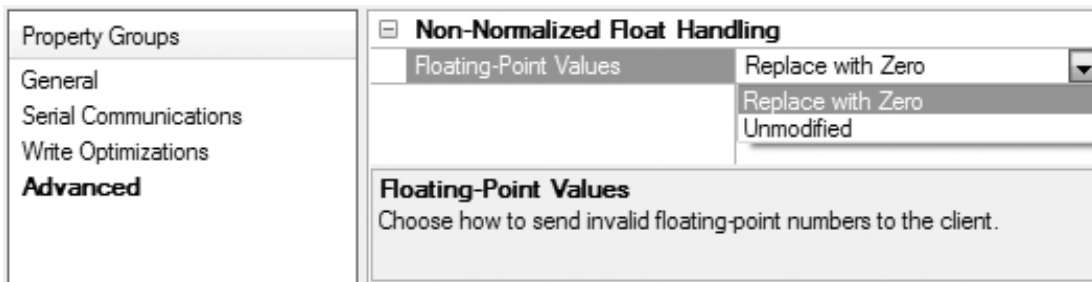 Property Groups
General
Serial Communications
Write Optimizations
Advanced
Non-Normalized Float Handling
Floating-Point Values Replace with Zero
Replace with Zero
Unmodified
Floating-Point Values
Choose how to send invalid floating-point numbers to the client.